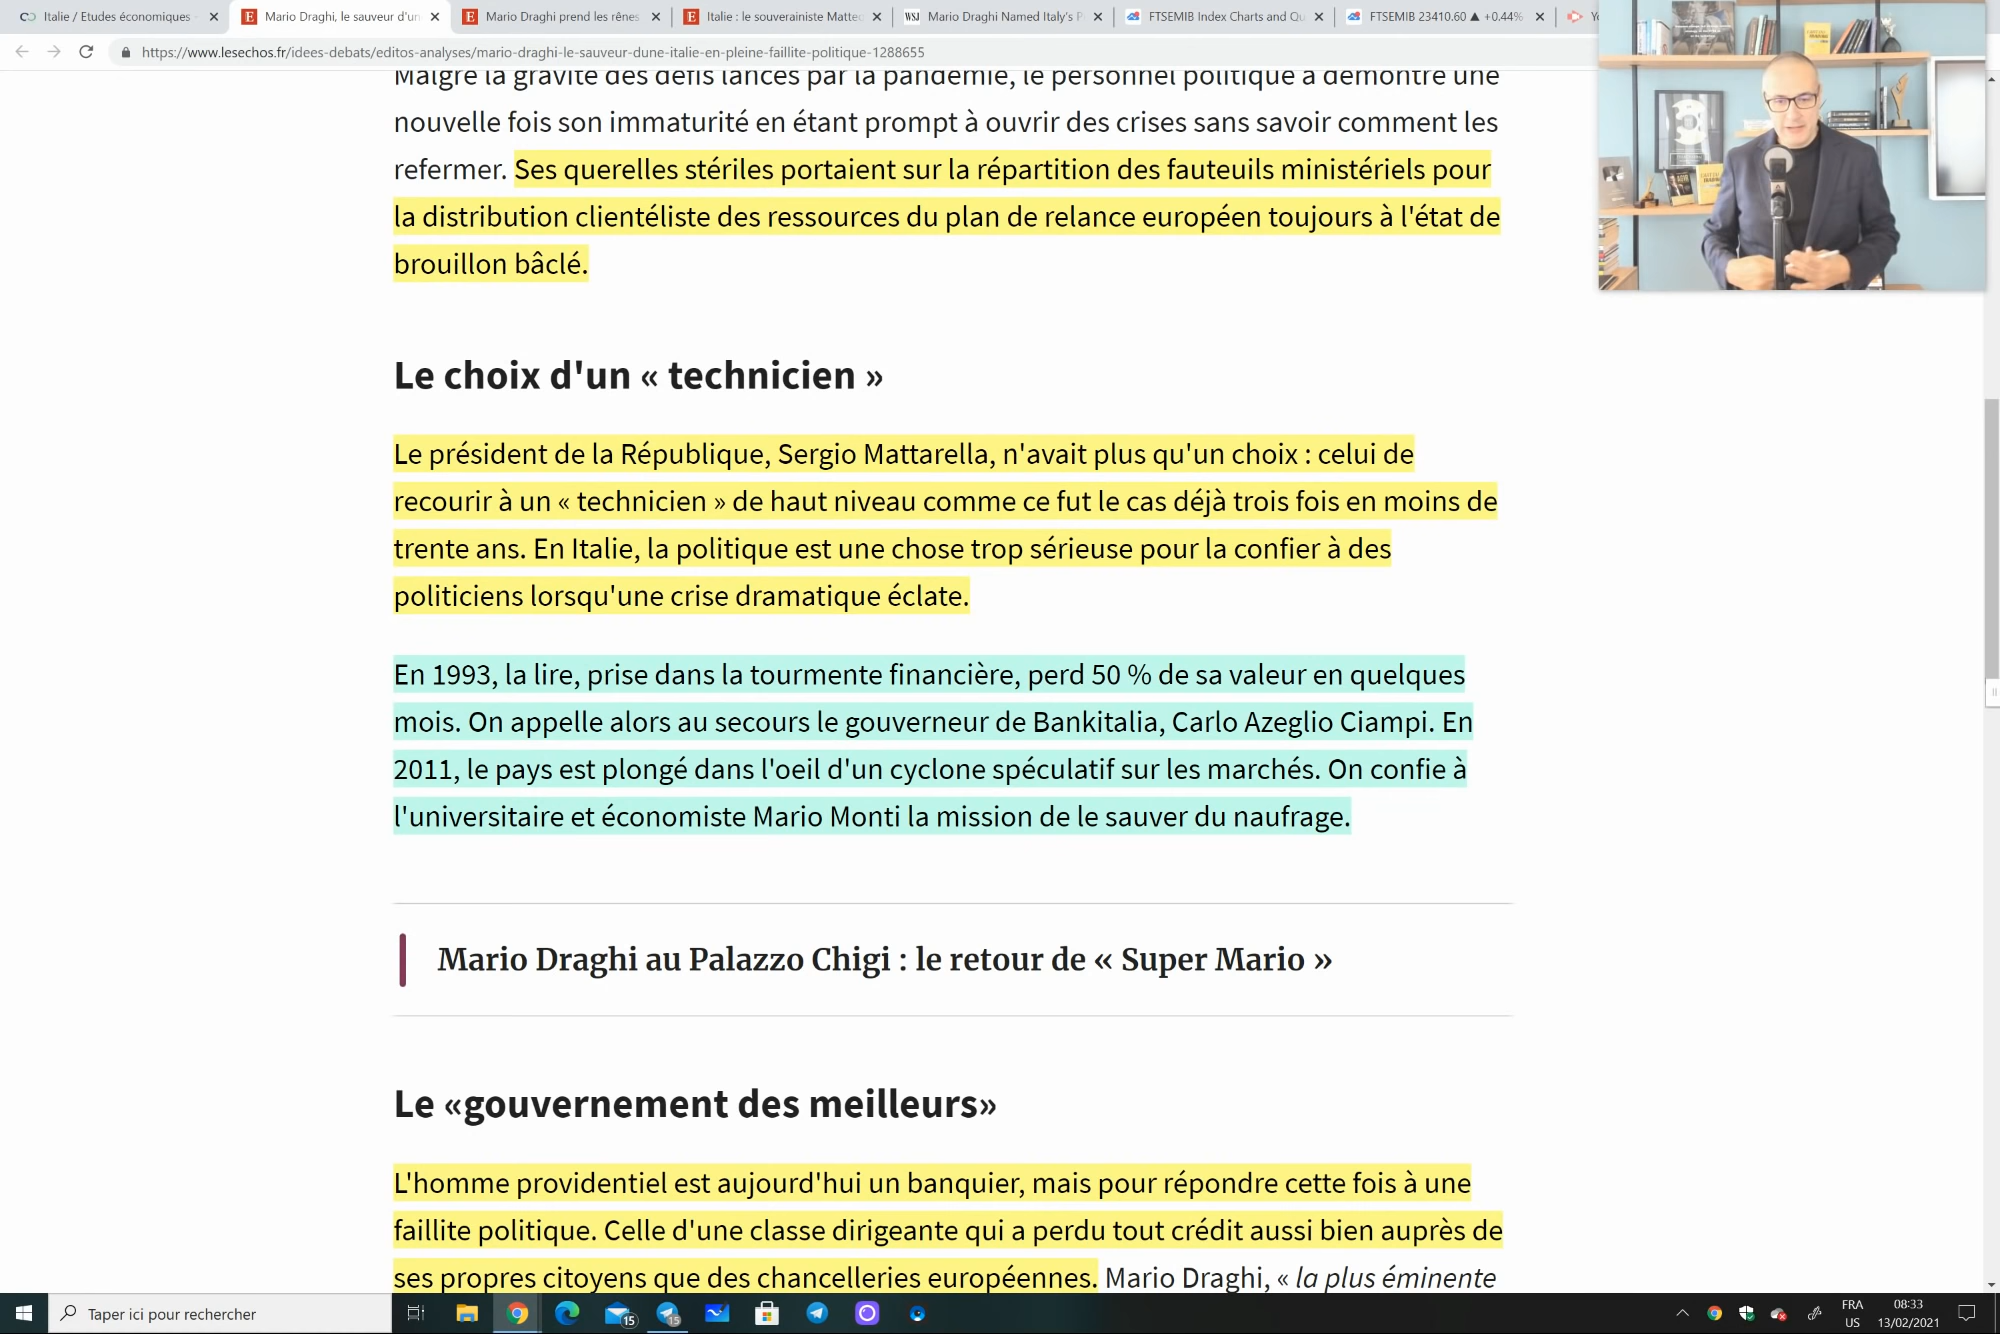 Italie / Etudes économiques
Mario Draghi, le sauveur d'un
Mario Draghi prend les rênes
Italie : le souverainiste Matteo
WSJ
Mario Draghi Named Italy's P
FTSEMIB Index Charts and Qu
FTSEMIB 23410.60 ▲ +0.44%
https://www.lesechos.fr/idees-debats/editos-analyses/mario-draghi-le-sauveur-dune-italie-en-pleine-faillite-politique-1288655
Malgré la gravité des défis lancés par la pandémie, le personnel politique a démontré une
nouvelle fois son immaturité en étant prompt à ouvrir des crises sans savoir comment les
refermer. Ses querelles stériles portaient sur la répartition des fauteuils ministériels pour
la distribution clientéliste des ressources du plan de relance européen toujours à l'état de
brouillon bâclé.
Le choix d'un « technicien »
Le président de la République, Sergio Mattarella, n'avait plus qu'un choix : celui de
recourir à un « technicien » de haut niveau comme ce fut le cas déjà trois fois en moins de
trente ans. En Italie, la politique est une chose trop sérieuse pour la confier à des
politiciens lorsqu'une crise dramatique éclate.
En 1993, la lire, prise dans la tourmente financière, perd 50 % de sa valeur en quelques
mois. On appelle alors au secours le gouverneur de Bankitalia, Carlo Azeglio Ciampi. En
2011, le pays est plongé dans l'oeil d'un cyclone spéculatif sur les marchés. On confie à
l'universitaire et économiste Mario Monti la mission de le sauver du naufrage.
Mario Draghi au Palazzo Chigi : le retour de « Super Mario »
Le «gouvernement des meilleurs»
L'homme providentiel est aujourd'hui un banquier, mais pour répondre cette fois à une
faillite politique. Celle d'une classe dirigeante qui a perdu tout crédit aussi bien auprès de
ses propres citoyens que des chancelleries européennes. Mario Draghi, « la plus éminente
Taper ici pour rechercher
15
15
FRA
US
08:33
13/02/2021